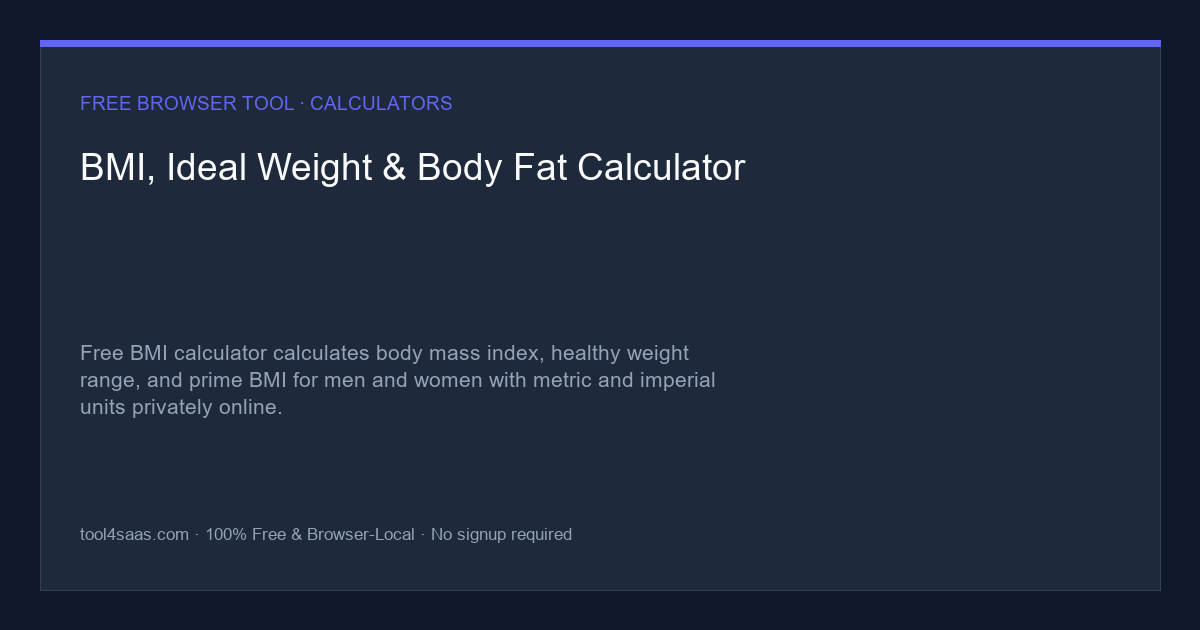 FREE BROWSER TOOL · CALCULATORS
BMI, Ideal Weight & Body Fat Calculator
Free BMI calculator calculates body mass index, healthy weight
range, and prime BMI for men and women with metric and imperial
units privately online.
tool4saas.com · 100% Free & Browser-Local · No signup required